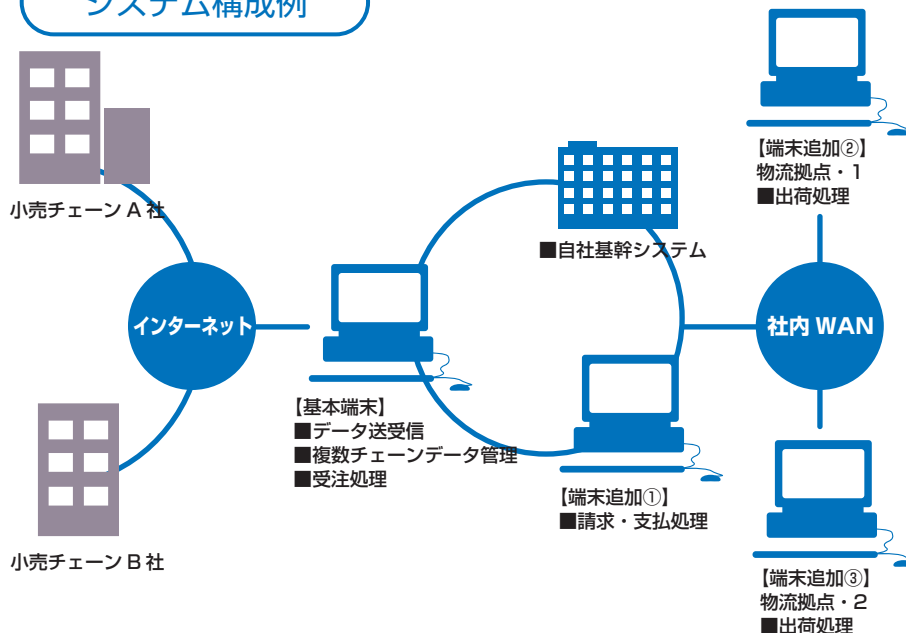 システム構成例
小売チェーン A 社
インターネット
小売チェーン B 社
【基本端末】
■データ送受信
■複数チェーンデータ管理
■受注処理
■自社基幹システム
【端末追加①】
■請求・支払処理
社内 WAN
【端末追加②】
物流拠点・1
■出荷処理
【端末追加③】
物流拠点・2
■出荷処理